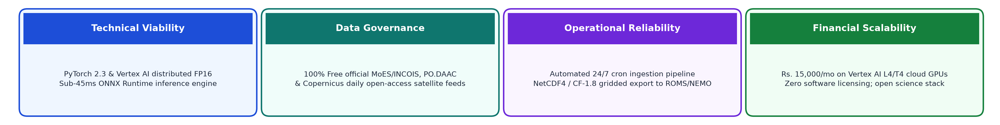 Technical Viability
PyTorch 2.3 & Vertex AI distributed FP16
Sub-45ms ONNX Runtime inference engine
Data Governance
100% Free official MoES/INCOIS, PO.DAAC
& Copernicus daily open-access satellite feeds
Operational Reliability
Automated 24/7 cron ingestion pipeline
NetCDF4 / CF-1.8 gridded export to ROMS/NEMO
Financial Scalability
Rs. 15,000/mo on Vertex AI L4/T4 cloud GPUs
Zero software licensing; open science stack